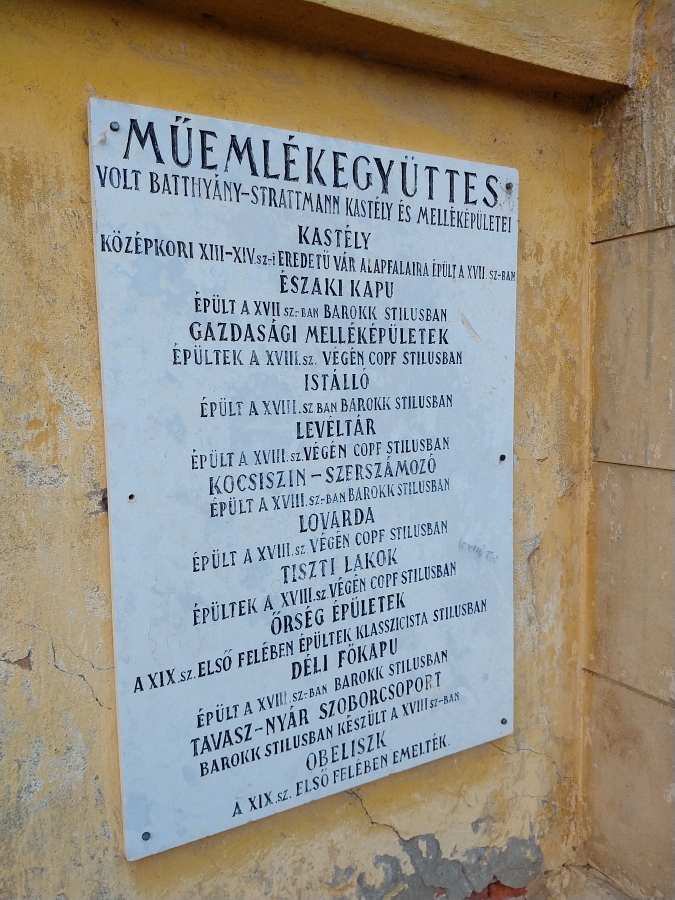 MŰEMLÉKEGYÜTTES
VOLT BATTHYÁNY-STRATTMANN KASTÉLY ÉS MELLÉKÉPÜLETEI
KASTÉLY
KÖZÉPKORI XIII-XIV.SZ-i EREDETŰ VÁR ALAPFALAIRA ÉPÜLT A XVII. SZ-BAN
ÉSZAKI KAPU
ÉPÜLT A XVII SZ.-BAN BAROKK STILUSBAN
GAZDASÁGI MELLÉKÉPÜLETEK
ÉPÜLTEK A XVIII.SZ. VÉGÉN COPF STILUSBAN
ISTÁLLÓ
ÉPÜLT A XVIII.SZ BAN BAROKK STILUSBAN
LEVÉLTÁR
ÉPÜLT A XVIII.SZ.VÉGÉN COPF STILUSBAN
KOCSISZIN-SZERSZÁMOZÓ
ÉPÜLT A XVIII.SZ-BAN BAROKK STILUSBAN
LOVARDA
ÉPÜLT A XVIII.SZ VÉGÉN COPF STILUSBAN
TISZTI LAKOK
ÉPÜLTEK A XVIII.SZ VÉGÉN COPF STILUSBAN
ŐRSÉG ÉPÜLETEK
A XIX.SZ. ELSŐ FELÉBEN ÉPÜLTEK KLASSZICISTA STILUSBAN
DÉLI FŐKAPU
ÉPÜLT A XVIII.SZ-BAN BAROKK STILUSBAN
TAVASZ-NYÁR SZOBORCSOPORT
BAROKK STILUSBAN KÉSZÜLT A XVIII SZ-BAN
OBELISZK
A XIX.SZ. ELSŐ FELÉBEN EMELTÉK.